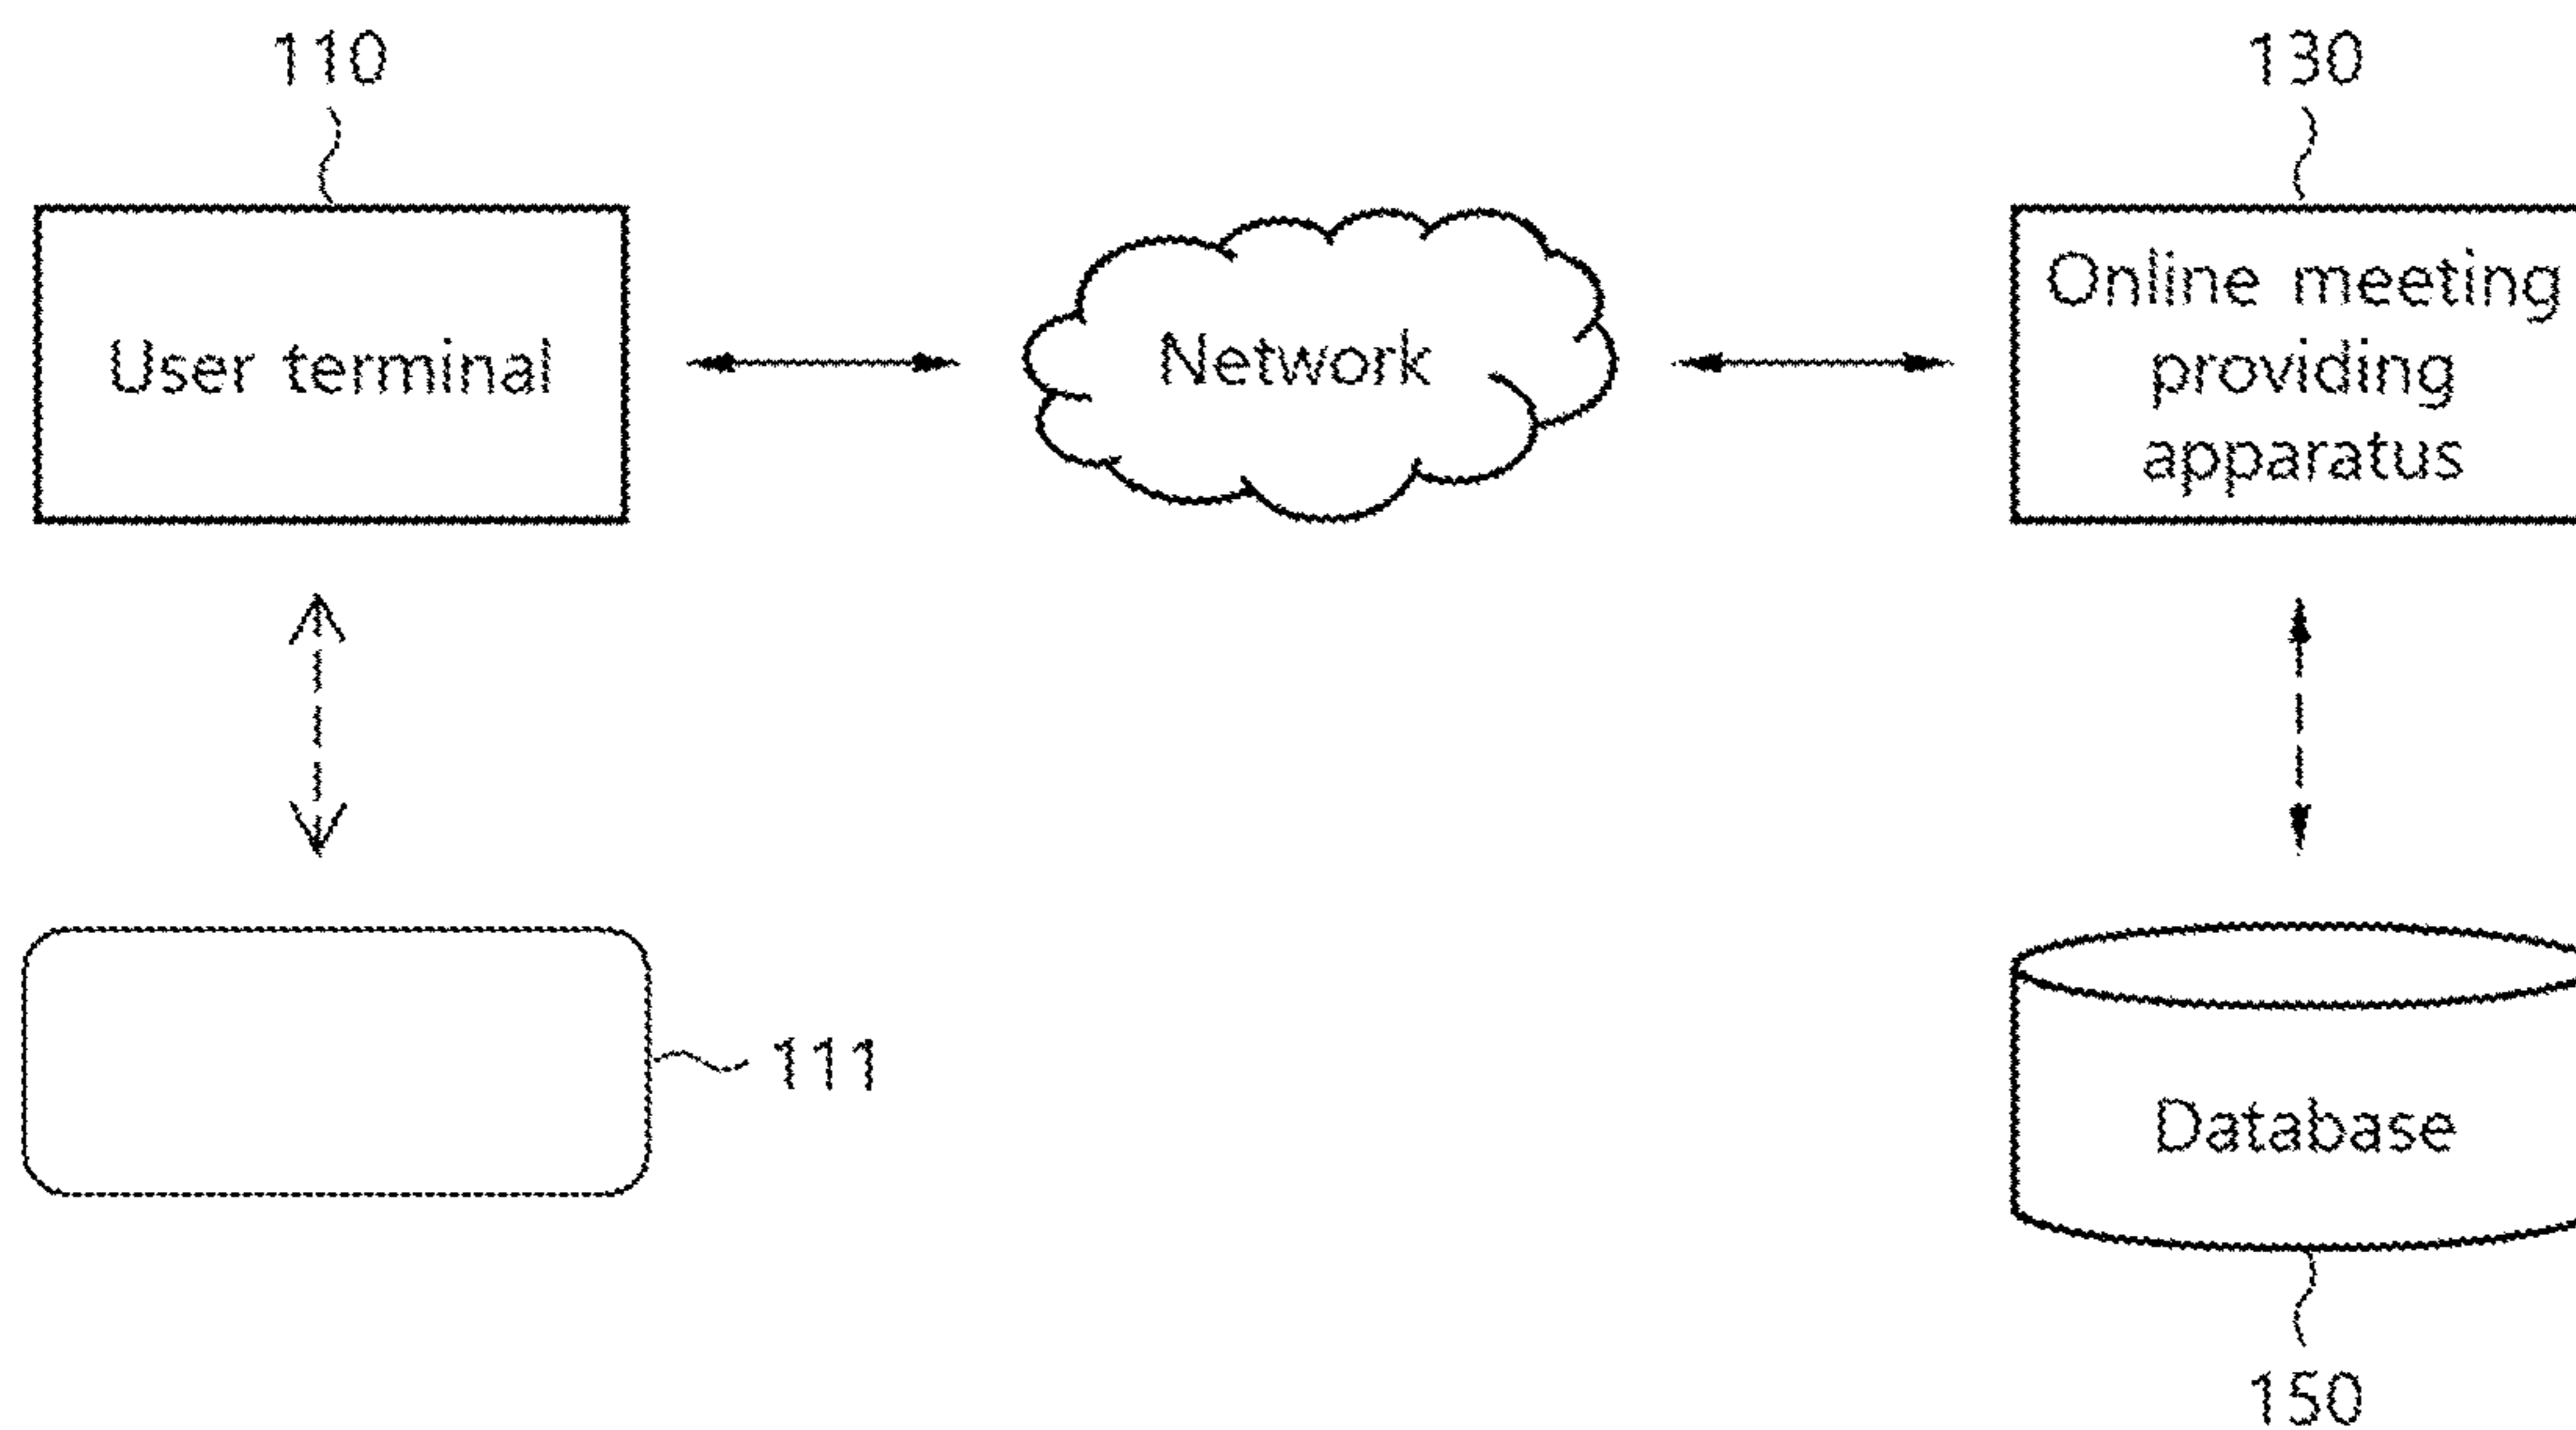 110
130
User terminal
Network
Online meeting
providing
apparatus
111
Database
150